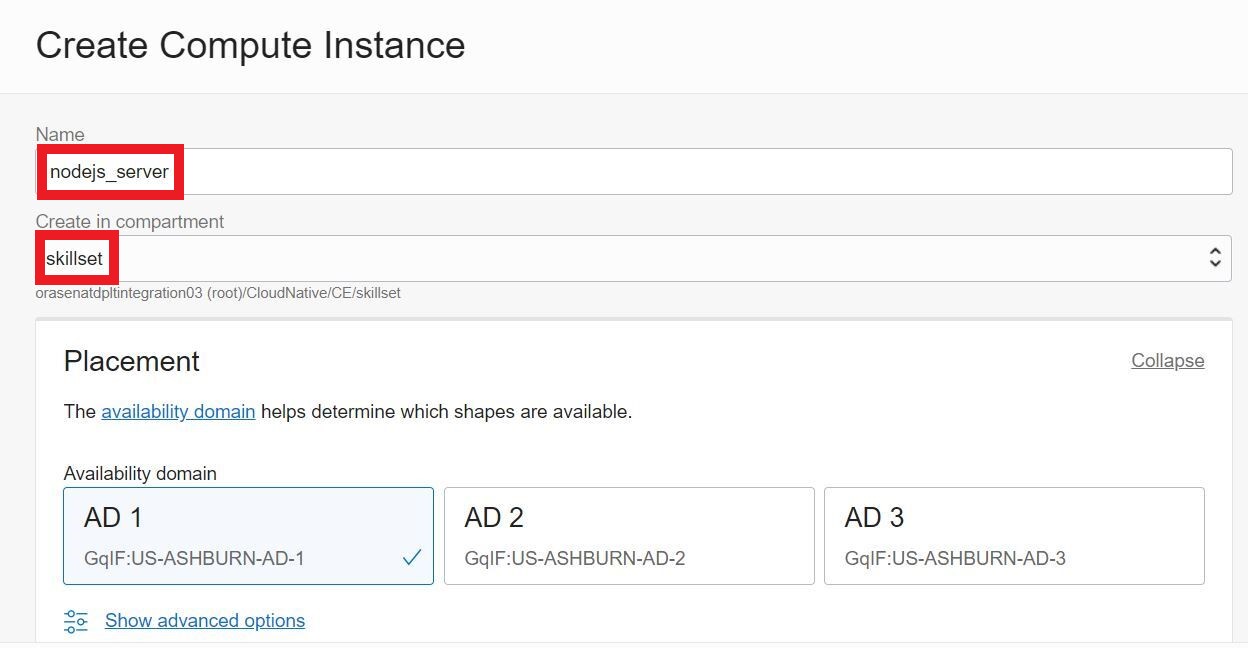 Create Compute Instance
Name
nodejs_server
Create in compartment
skillset
orasenatdpltintegration03 (root)/CloudNative/CE/skillset
Placement
Collapse
The availability domain helps determine which shapes are available.
Availability domain
AD 1
GqIF:US-ASHBURN-AD-1
AD 2
GqIF:US-ASHBURN-AD-2
AD 3
GqIF:US-ASHBURN-AD-3
Show advanced options